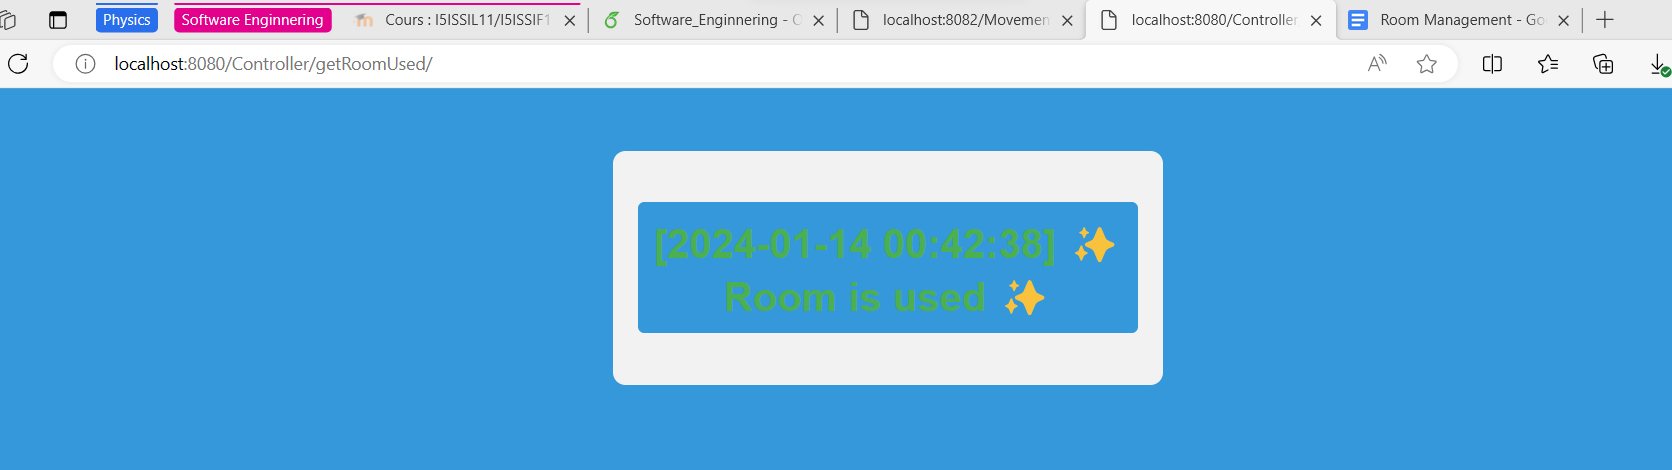 Physics
Software Enginnering
Cours : I5ISSIL11/I5ISSIF1
Software_Enginnering - O
localhost:8082/Movemen
localhost:8080/Controller
Room Management - Go
localhost:8080/Controller/getRoomUsed/
[2024-01-14 00:42:38] ✨
Room is used ✨